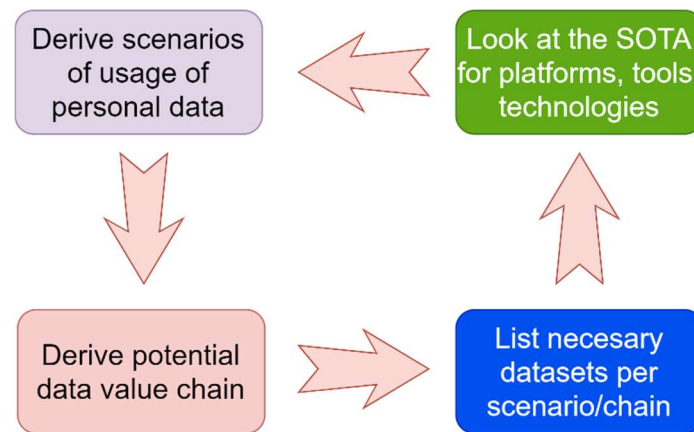 Derive scenarios
of usage of
personal data
Look at the SOTA
for platforms, tools
technologies
Derive potential
data value chain
List necesary
datasets per
scenario/chain